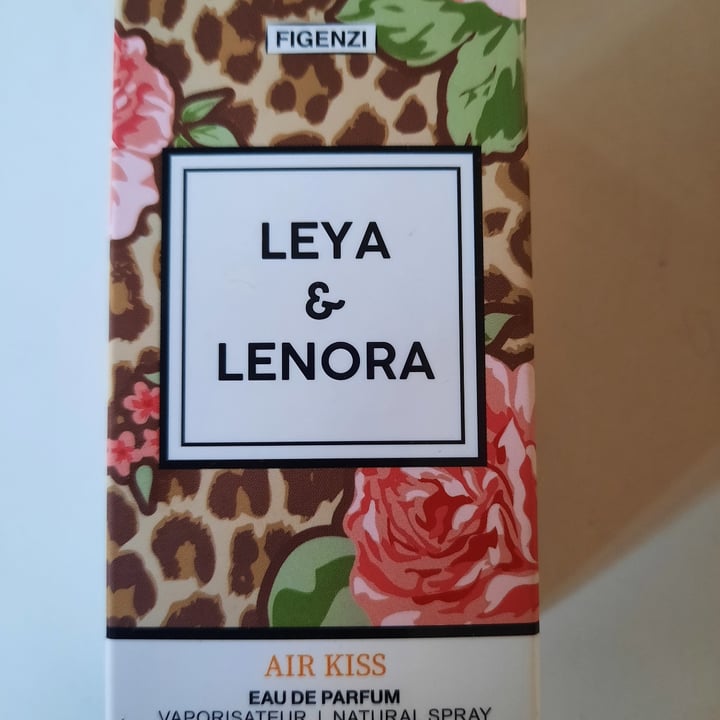 FIGENZI
LEYA
&
LENORA
AIR KISS
EAU DE PARFUM
VAPORISATEUR | NATURAL SPRAY